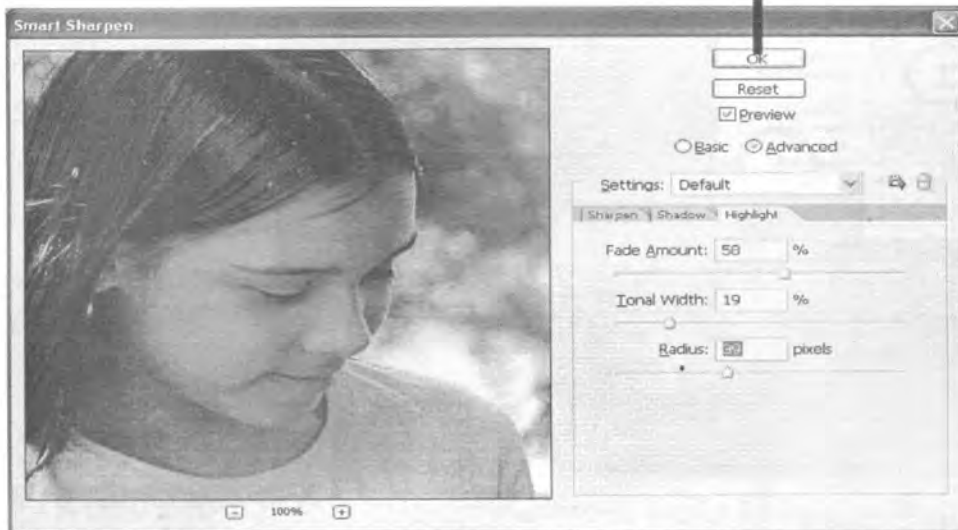 Smart Sharpen
OK
Reset
Preview
Basic Advanced
Settings: Default
Sharpen Shadow Highlight
Fade Amount: 58 %
Tonal Width: 19 %
Radius: pixels
100%